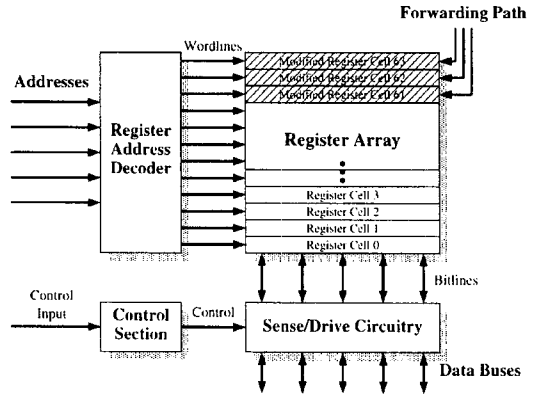 Forwarding Path
Wordlines
Addresses
Modified Register Cell 63
Modified Register Cell 62
Modified Register Cell 61
Register
Address
Decoder
Register Array
Register Cell 3
Register Cell 2
Register Cell 1
Register Cell 0
Bitlines
Control
Input
Control
Section
Control
Sense/Drive Circuitry
Data Buses